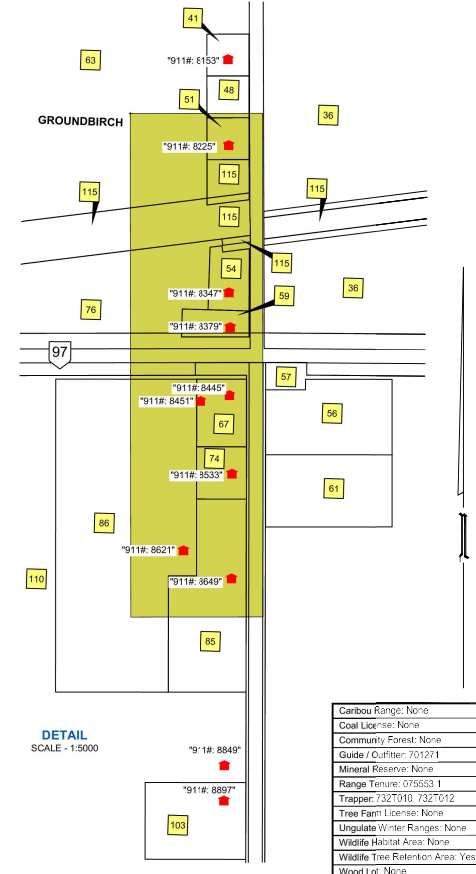 41
63
"911#: 8153"
48
51
36
GROUNDBIRCH
"911#: 8225"
115
115
115
115
115
54
59
36
"911#: 8347"
76
"911#: 8379"
97
57
"911#: 8445"
"911#: 8451"
56
67
74
"911#: 8533"
61
86
"911#: 8621"
110
"911#: 8649"
85
DETAIL
SCALE - 1:5000
"911#: 8849"
"911#: 8897"
103
Caribou Range: None
Coal License: None
Community Forest: None
Guide / Outfitter: 701271
Mineral Reserve: None
Range Tenure: 075553 1
Trapper: 732T010, 732T012
Tree Farm License: None
Ungulate Winter Ranges: None
Wildlife Habitat Area: None
Wildlife Tree Retention Area: Yes
Wood Lot: None